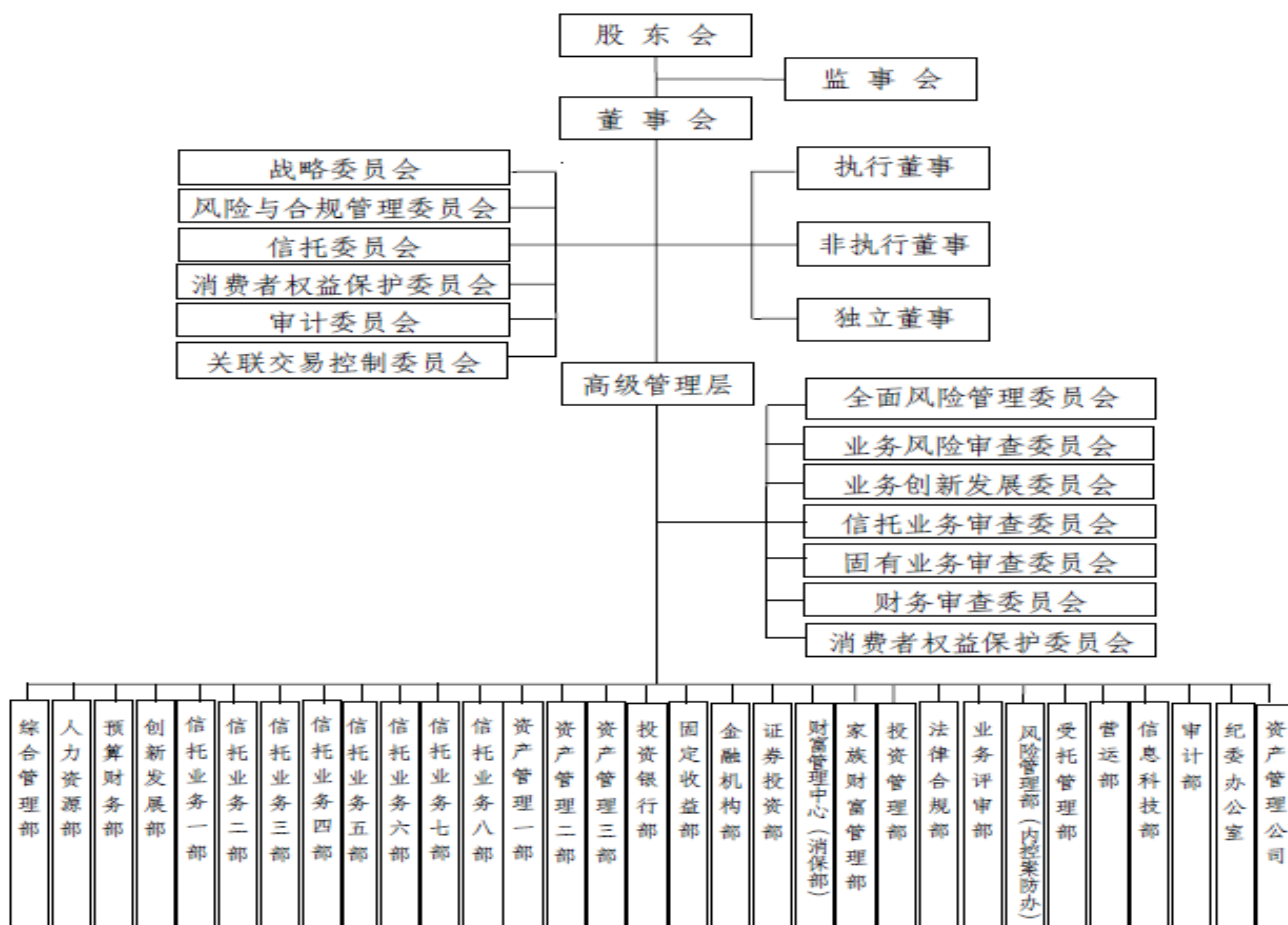 股东会
监事会
董事会
战略委员会
风险与合规管理委员会
信托委员会
消费者权益保护委员会
审计委员会
关联交易控制委员会
执行董事
非执行董事
独立董事
高级管理层
全面风险管理委员会
业务风险审查委员会
业务创新发展委员会
信托业务审查委员会
固有业务审查委员会
财务审查委员会
消费者权益保护委员会
综合管理部
人力资源部
预算财务部
创新发展部
信托业务一部
信托业务二部
信托业务三部
信托业务四部
信托业务五部
信托业务六部
信托业务七部
信托业务八部
资产管理一部
资产管理二部
资产管理三部
投资银行部
固定收益部
金融机构部
证券投资部
财富管理中心（消保部）
家族财富管理部
投资管理部
法律合规部
业务评审部
风险管理部（内控案防办）
受托管理部
营运部
信息科技部
审计部
纪委办公室
资产管理公司